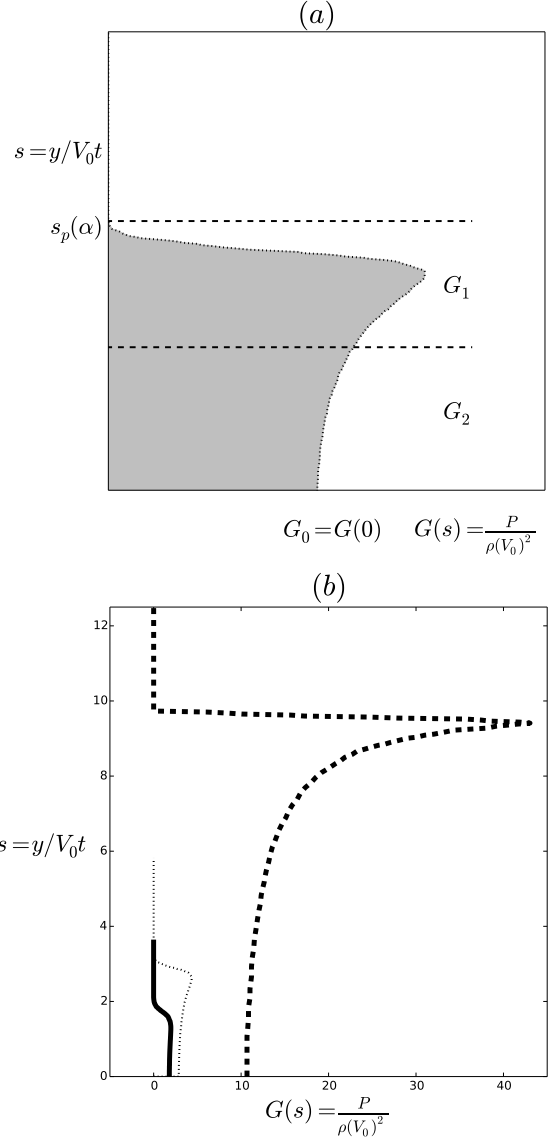 (a)
s=y/V₀t
sₚ(α)
G₁
G₂
G₀=G(0) G(s)=P/ρ(V₀)²
(b)
12
10
8
s=y/V₀t 6
4
2
0
0 10 20 30 40
G(s)=P/ρ(V₀)²